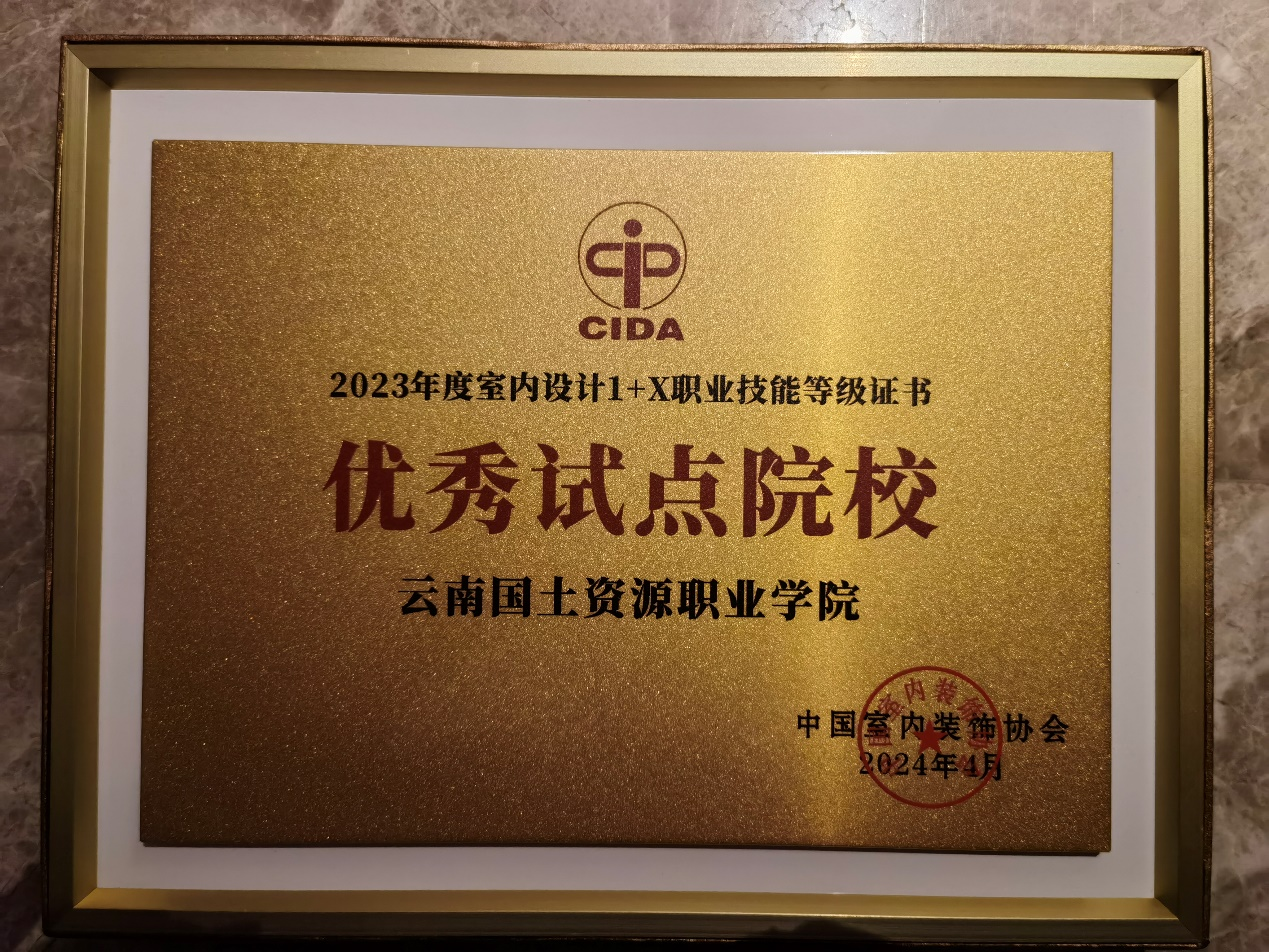 CIDA
2023年度室内设计1+X职业技能等级证书
优秀试点院校
云南国土资源职业学院
中国室内装饰协会
2024年4月